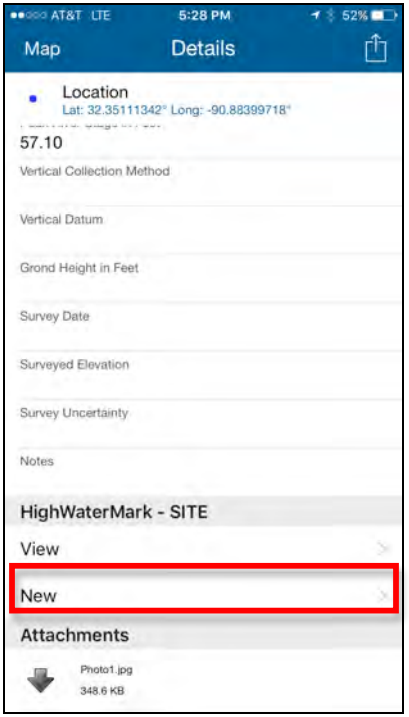 AT&T LTE 5:28 PM 52%
Map Details
Location
Lat: 32.35111342° Long: -90.88399718°
57.10
Vertical Collection Method
Vertical Datum
Grond Height in Feet
Survey Date
Surveyed Elevation
Survey Uncertainty
Notes
HighWaterMark - SITE
View
New
Attachments
Photo1.jpg
348.6 KB